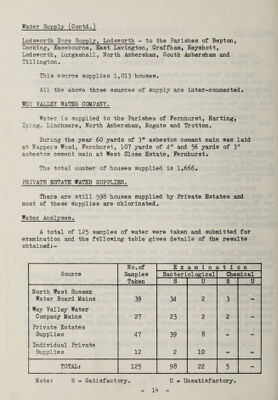 Water Supply (Contd.)
Lodsworth Bore Supply, Lodsworth - to the Parishes of Bepton,
Cocking, Easebourne, East Lavington, Graffham, Heyshott,
Lodsworth, Lurgashall, North Ambersham, South Ambersham and
Tillington.
This source supplies 1,013 houses.
All the above three sources of supply are inter-connected.
WEY VALLEY WATER COMPANY.
Water is supplied to the Parishes of Fernhurst, Harting,
Iping, Linchmere, North Ambersham, Rogate and Trotton.
During the year 60 yards of 3" asbestos cement main was laid
at Nappers Wood, Fernhurst, 107 yards of 4" and 56 yards of 3"
asbestos cement main at West Close Estate, Fernhurst.
The total number of houses supplied is 1,666.
PRIVATE ESTATE WATER SUPPLIES.
There are still 598 houses supplied by Private Estates and
most of these supplies are chlorinated.
Water Analyses.
A total of 125 samples of water were taken and submitted for
examination and the following table gives details of the results
obtained:-
Source No.of Samples Taken Examination
Bacteriological Chemical
S U S U
North West Sussex
Water Board Mains 39 34 2 3 -
Wey Valley Water
Company Mains 27 23 2 2 -
Private Estates
Supplies 47 39 8 - -
Individual Private
Supplies 12 2 10 - -
TOTAL: 125 98 22 5 -
Note: S = Satisfactory. U = Unsatisfactory.
- 14 -